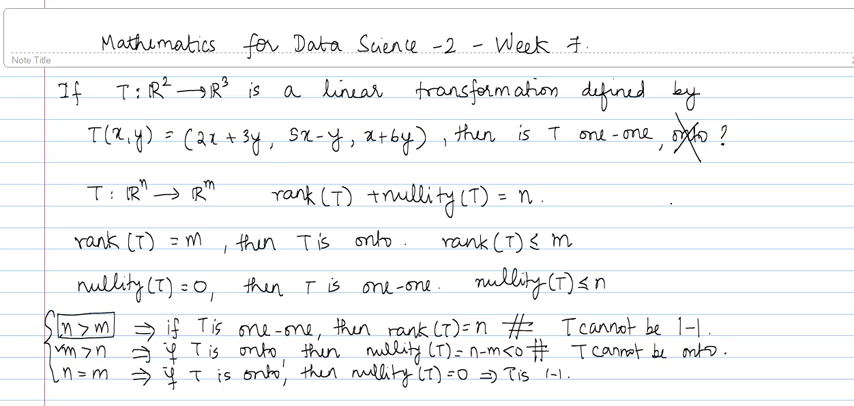 Mathematics for Data Science -2 - Week 7.
Note Title
If T: ℝ² → ℝ³ is a linear transformation defined by
T(x,y) = (2x + 3y, 5x-y, x+6y), then is T one-one, onto ?
T: ℝⁿ → ℝᵐ rank(T) + nullity(T) = n.
rank(T) = m, then T is onto. rank(T) ≤ m
nullity(T) = 0, then T is one-one. nullity(T) ≤ n
n > m ⇒ if T is one-one, then rank(T) = n # T cannot be 1-1.
m > n ⇒ if T is onto, then nullity(T) = n-m < 0 # T cannot be onto.
n = m ⇒ if T is onto, then nullity(T) = 0 ⇒ T is 1-1.